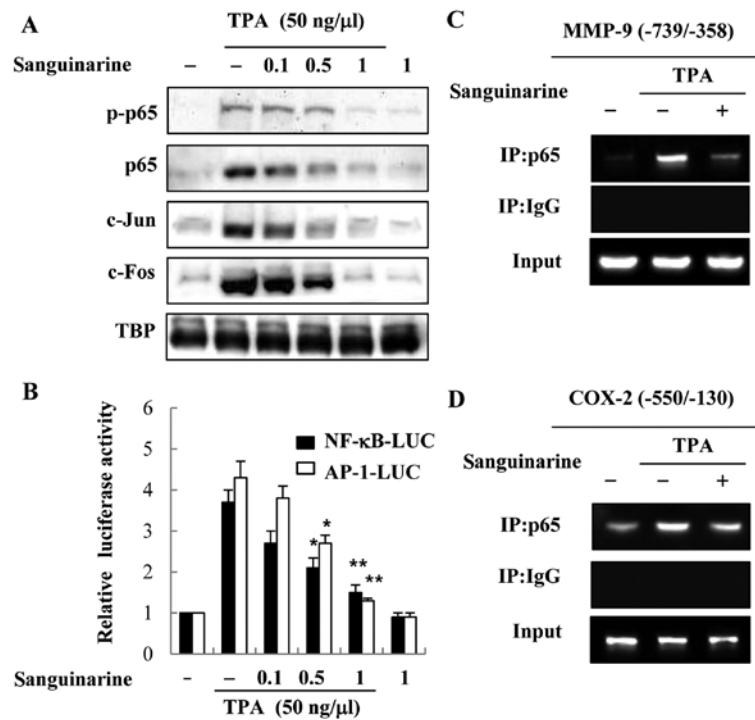 A
TPA (50 ng/μl)
Sanguinarine – – 0.1 0.5 1 1
p-p65
p65
c-Jun
c-Fos
TBP
B
Relative luciferase activity
6
5
4
3
2
1
0
NF-κB-LUC
AP-1-LUC
* *
** **
Sanguinarine - – 0.1 0.5 1 1
TPA (50 ng/μl)
C
MMP-9 (-739/-358)
TPA
Sanguinarine – – +
IP:p65
IP:IgG
Input
D
COX-2 (-550/-130)
TPA
Sanguinarine – – +
IP:p65
IP:IgG
Input